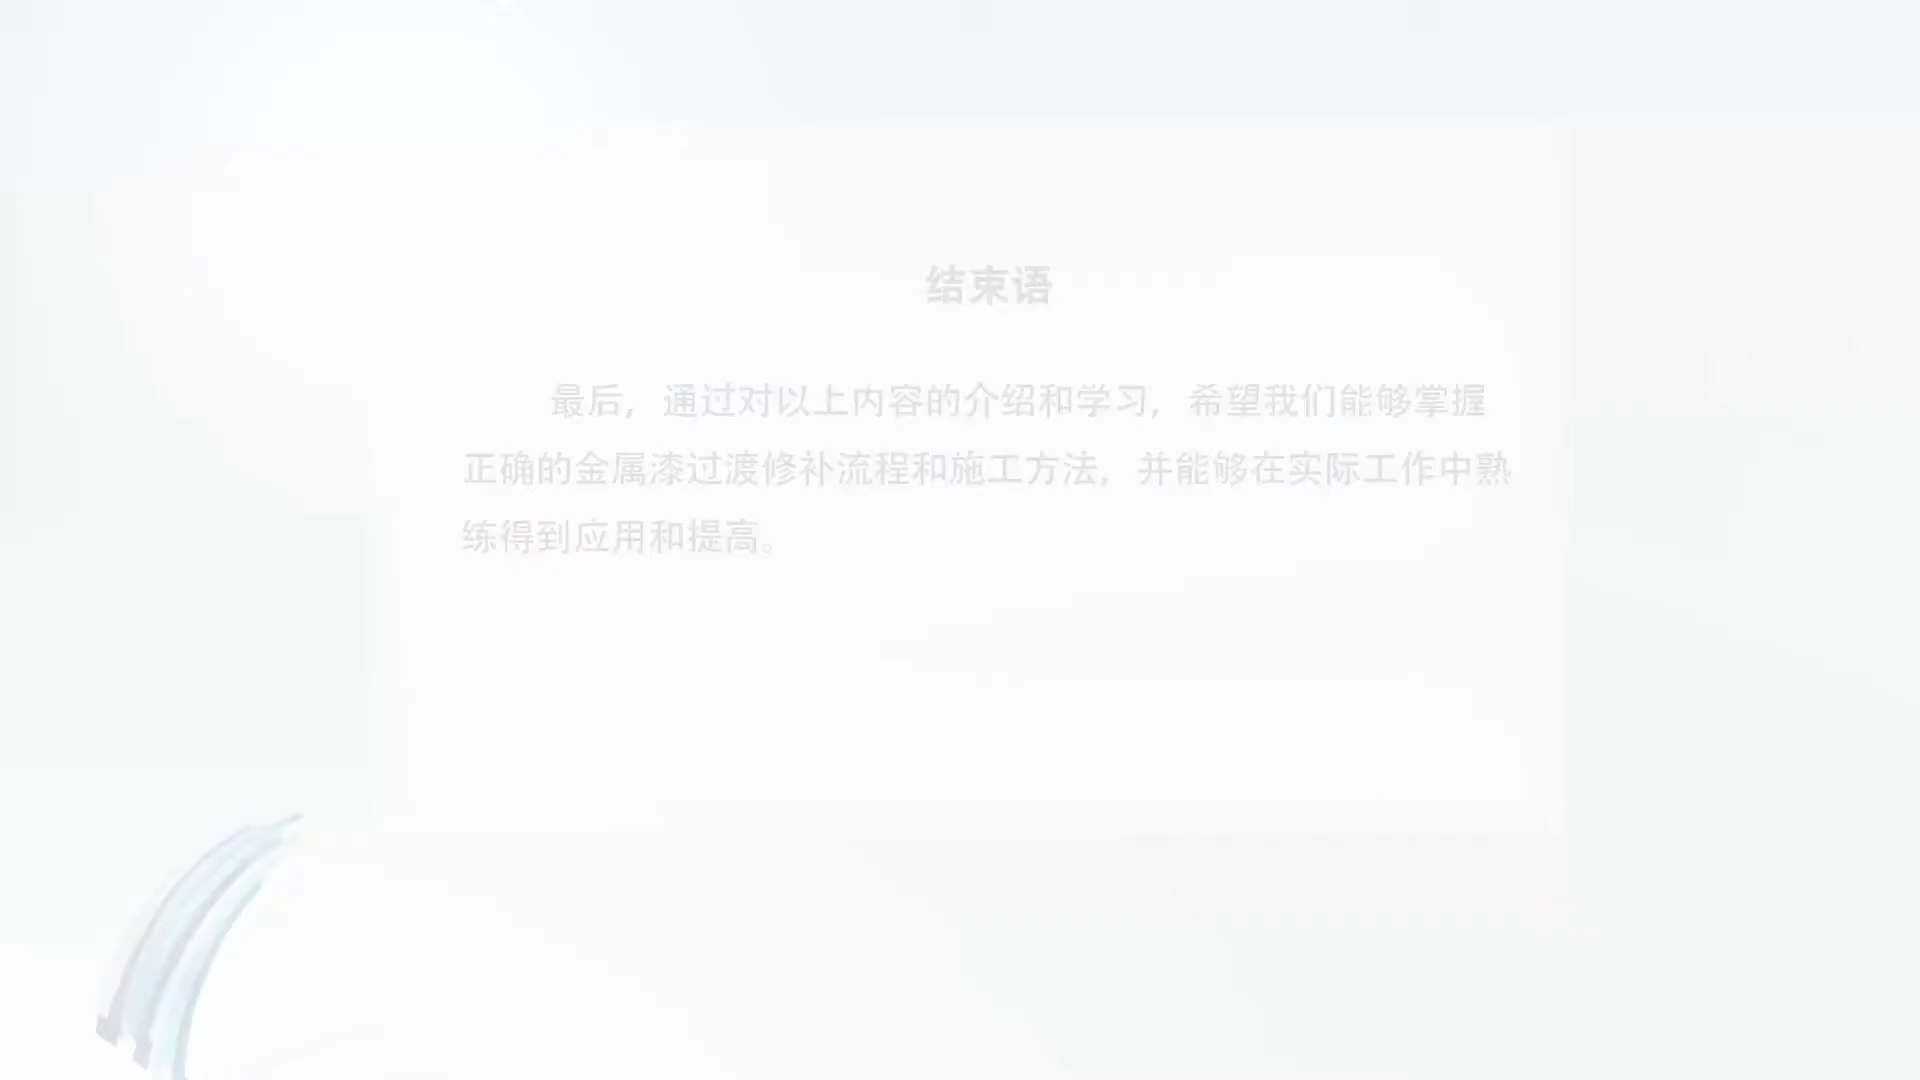 结束语
最后，通过对以上内容的介绍和学习，希望我们能够掌握
正确的金属漆过渡修补流程和施工方法，并能够在实际工作中熟
练得到应用和提高。